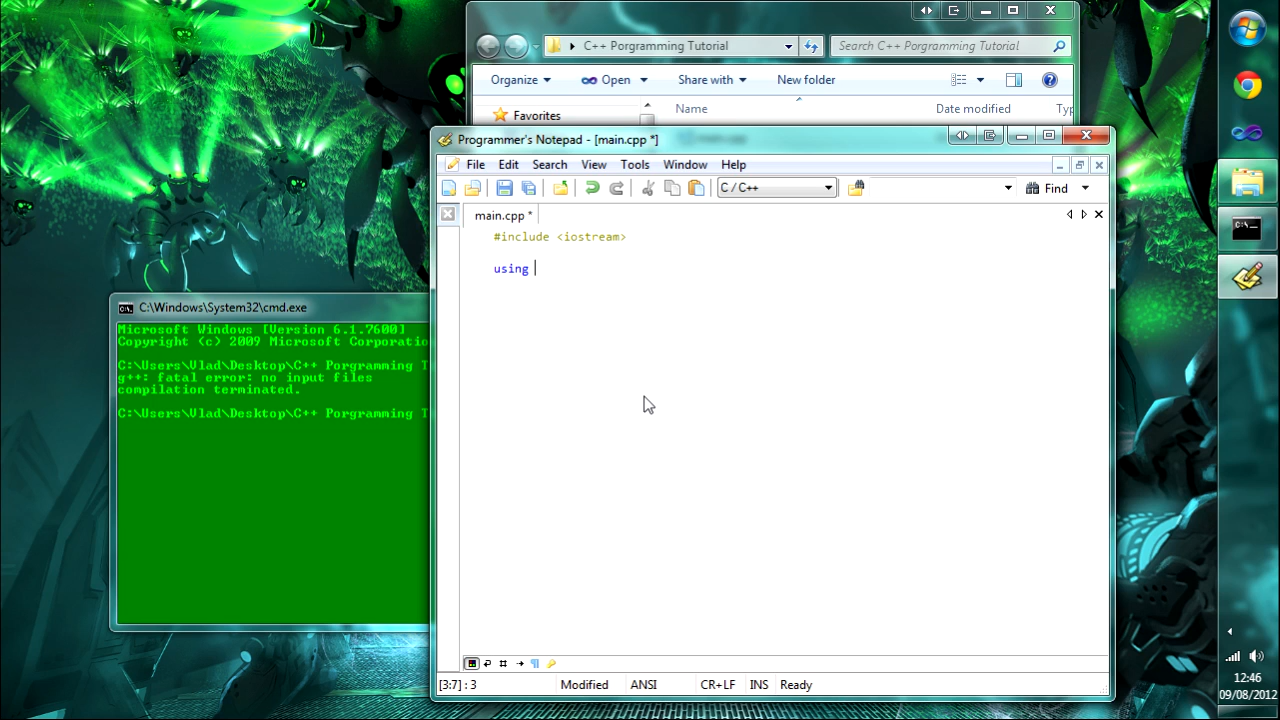 C++ Porgramming Tutorial
Search C++ Porgramming Tutorial
Organize Open Share with New folder
Favorites Name Date modified Typ
Programmer's Notepad - [main.cpp *]
File Edit Search View Tools Window Help
C / C++ Find
main.cpp *
#include <iostream>
using
C:\Windows\System32\cmd.exe
Microsoft Windows [Version 6.1.7600]
Copyright (c) 2009 Microsoft Corporatio
C:\Users\Vlad\Desktop\C++ Porgramming T
g++: fatal error: no input files
compilation terminated.
C:\Users\Vlad\Desktop\C++ Porgramming T
[3:7] : 3 Modified ANSI CR+LF INS Ready
12:46
09/08/2012